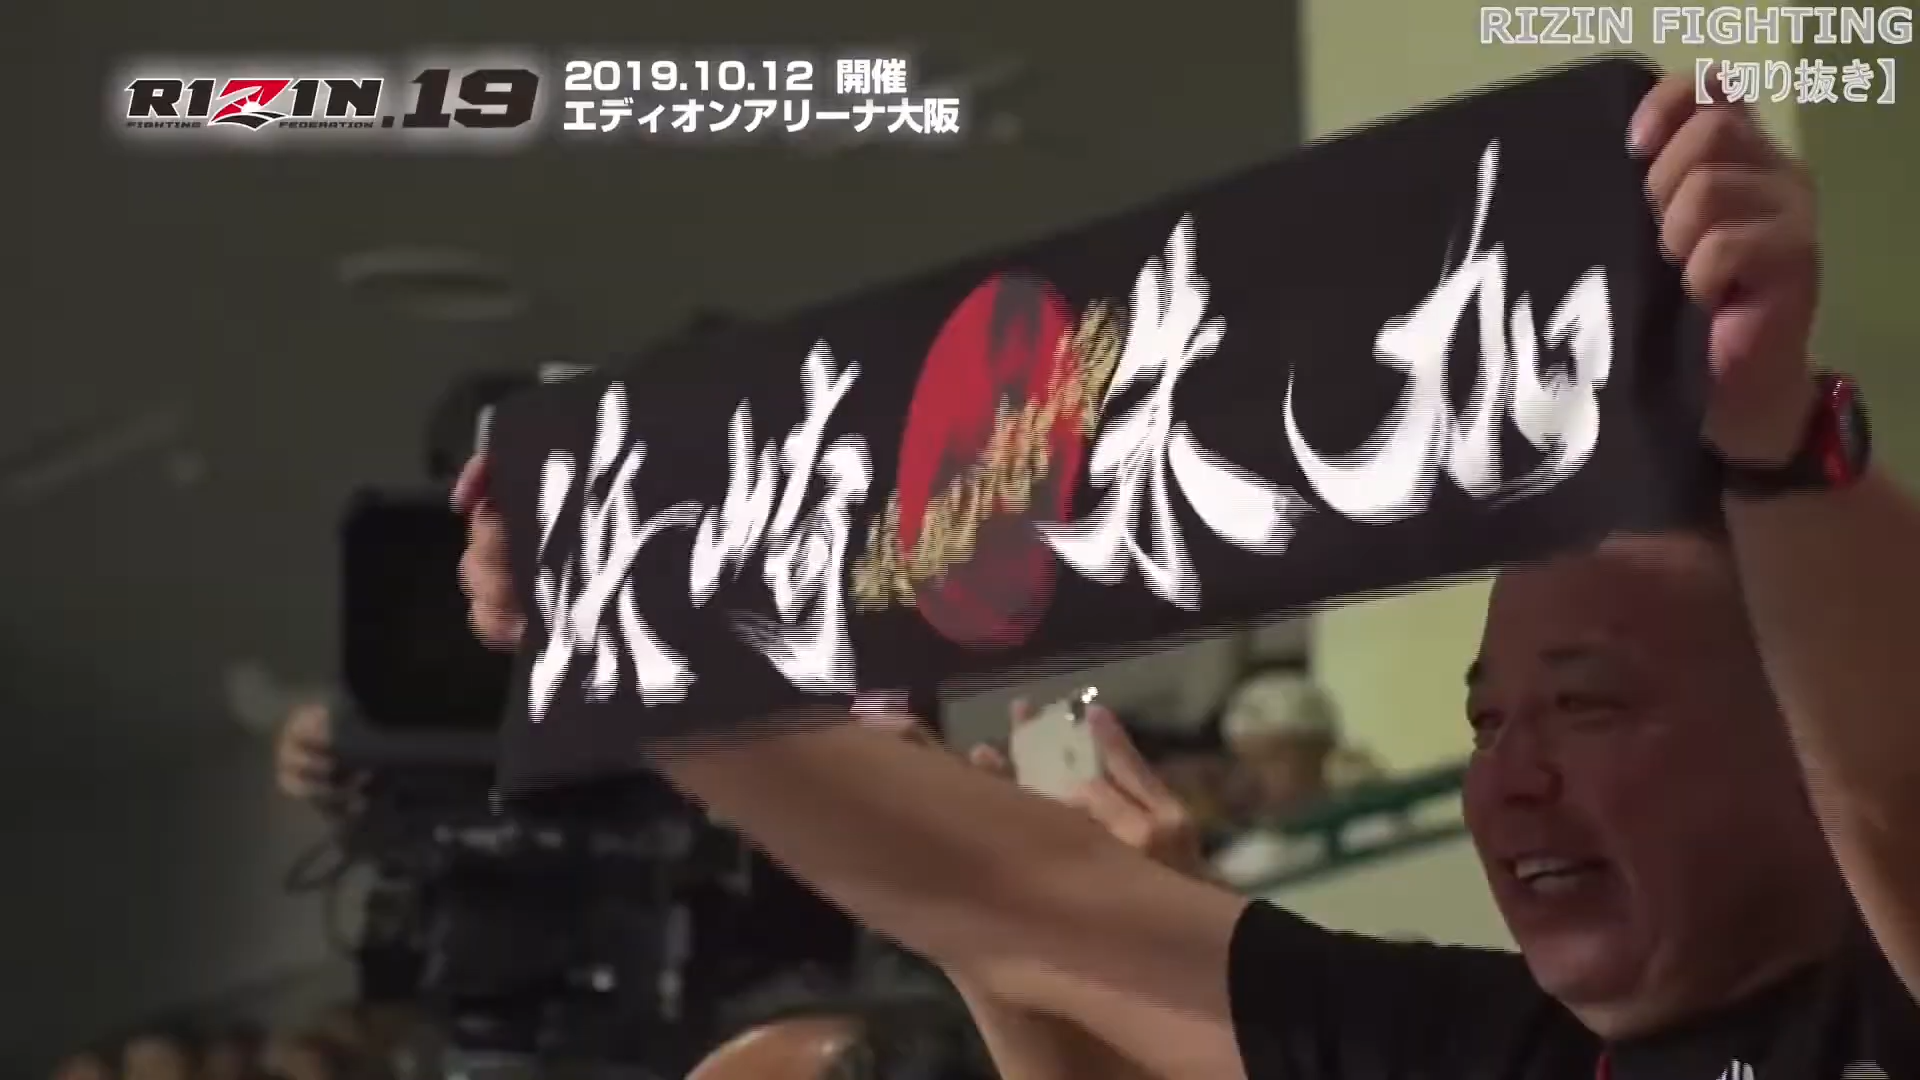 RIZIN FIGHTING
【切り抜き】
RIZIN.19
FIGHTING FEDERATION
2019.10.12 開催
エディオンアリーナ大阪
浜崎朱加